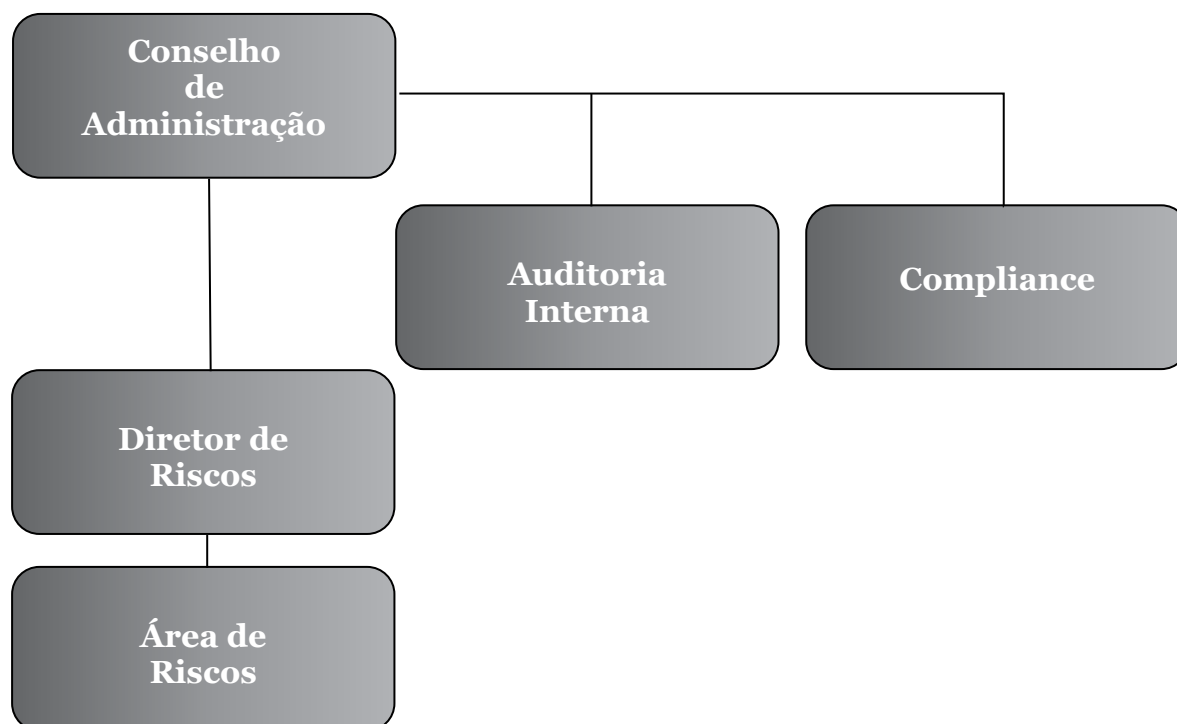 Conselho
de
Administração
Auditoria
Interna
Compliance
Diretor de
Riscos
Área de
Riscos